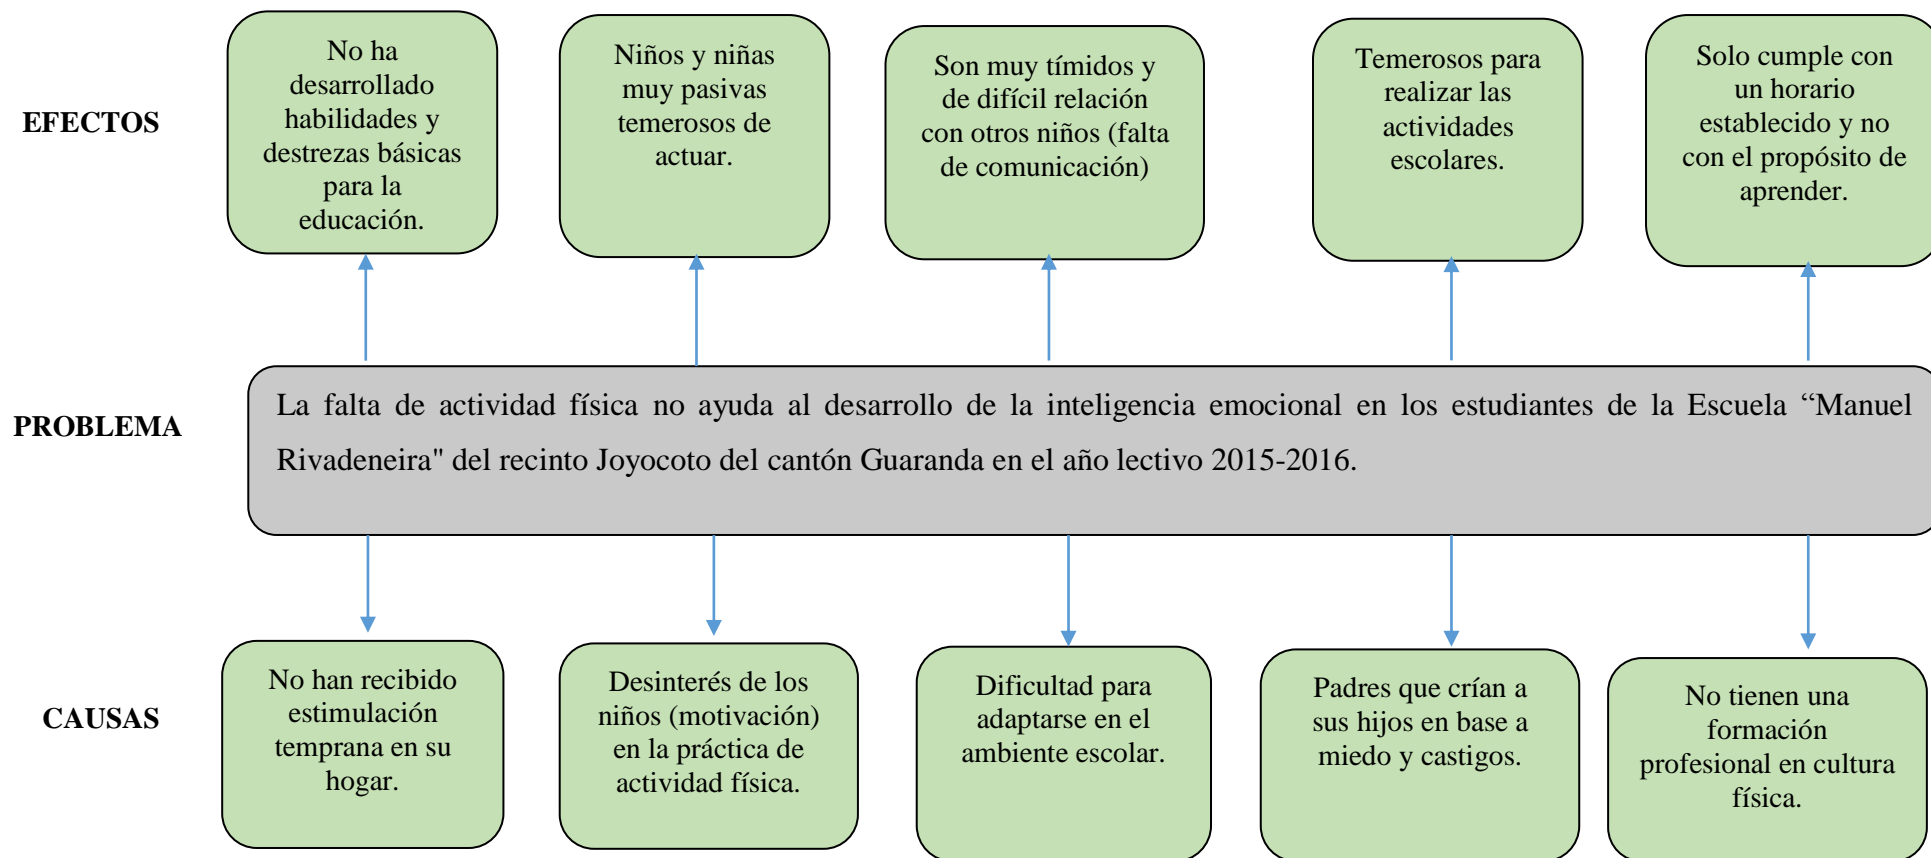 EFECTOS
No ha
desarrollado
habilidades y
destrezas básicas
para la
educación.
Niños y niñas
muy pasivas
temerosos de
actuar.
Son muy tímidos y
de difícil relación
con otros niños (falta
de comunicación)
Temerosos para
realizar las
actividades
escolares.
Solo cumple con
un horario
establecido y no
con el propósito de
aprender.
PROBLEMA
La falta de actividad física no ayuda al desarrollo de la inteligencia emocional en los estudiantes de la Escuela “Manuel
Rivadeneira" del recinto Joyocoto del cantón Guaranda en el año lectivo 2015-2016.
CAUSAS
No han recibido
estimulación
temprana en su
hogar.
Desinterés de los
niños (motivación)
en la práctica de
actividad física.
Dificultad para
adaptarse en el
ambiente escolar.
Padres que crían a
sus hijos en base a
miedo y castigos.
No tienen una
formación
profesional en cultura
física.